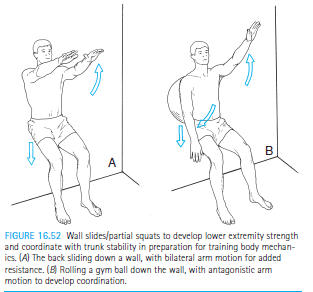 A
B
FIGURE 16.52 Wall slides/partial squats to develop lower extremity strength
and coordinate with trunk stability in preparation for training body mechan-
ics. (A) The back sliding down a wall, with bilateral arm motion for added
resistance. (B) Rolling a gym ball down the wall, with antagonistic arm
motion to develop coordination.